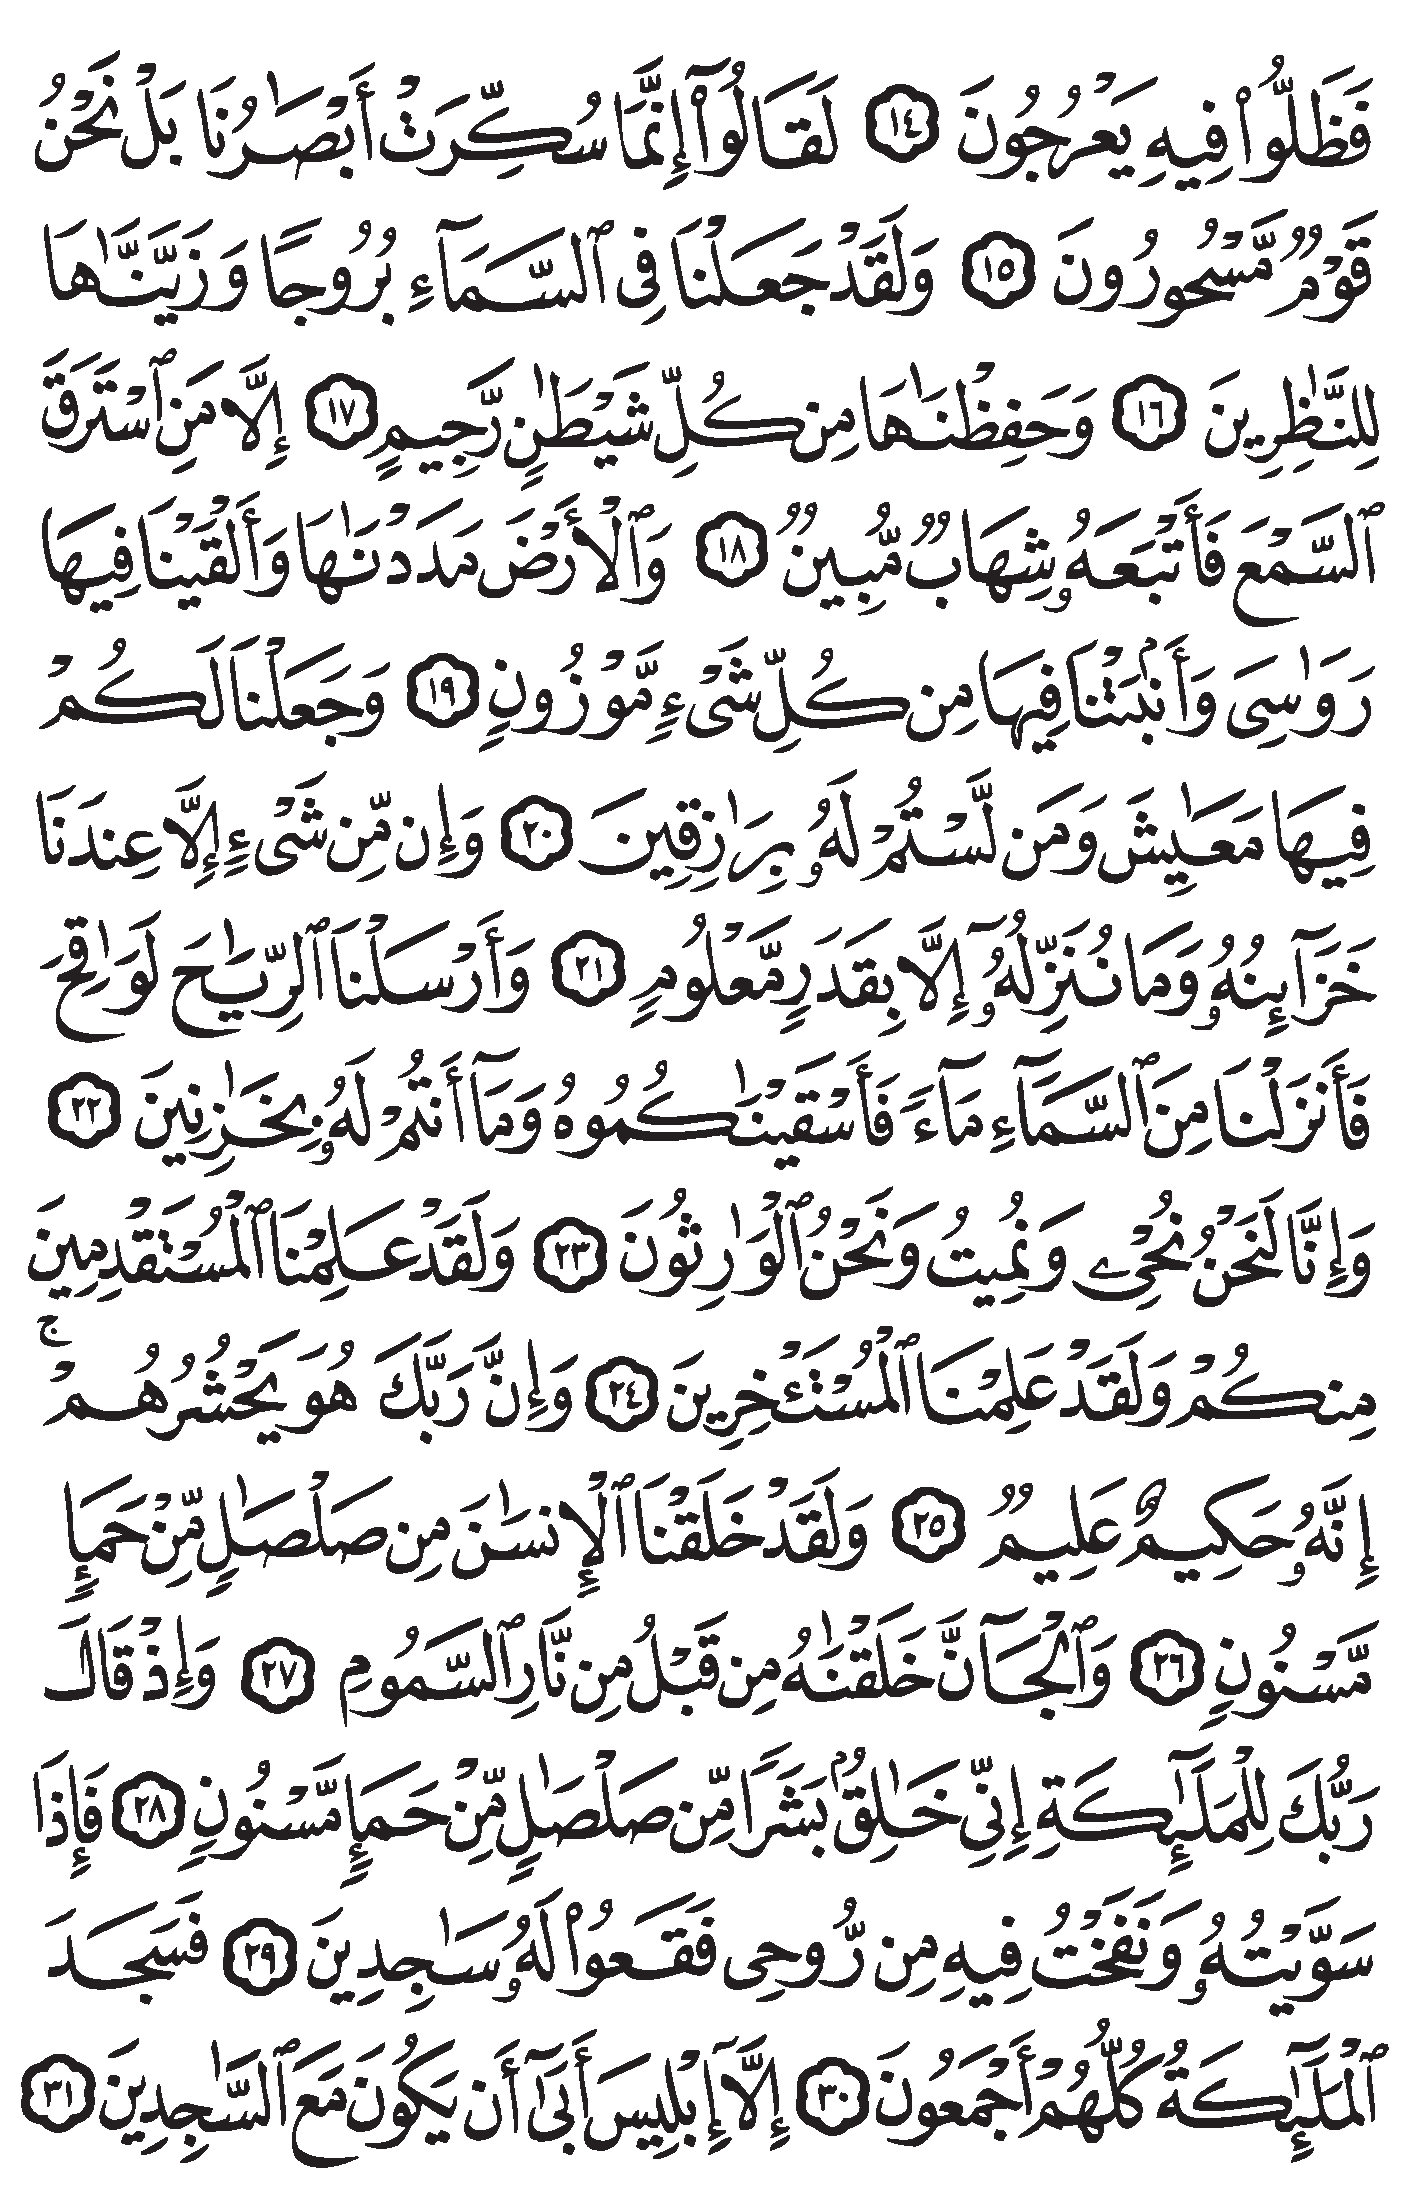 فَظَلُّوا۟ فِيهِ يَعْرُجُونَ ١٤ لَقَالُوٓا۟ إِنَّمَا سُكِّرَتْ أَبْصَـٰرُنَا بَلْ نَحْنُ
قَوْمٌ مَّسْحُورُونَ ١٥ وَلَقَدْ جَعَلْنَا فِى ٱلسَّمَآءِ بُرُوجًا وَزَيَّنَّـٰهَا
لِلنَّـٰظِرِينَ ١٦ وَحَفِظْنَـٰهَا مِن كُلِّ شَيْطَـٰنٍ رَّجِيمٍ ١٧ إِلَّا مَنِ ٱسْتَرَقَ
ٱلسَّمْعَ فَأَتْبَعَهُۥ شِهَابٌ مُّبِينٌ ١٨ وَٱلْأَرْضَ مَدَدْنَـٰهَا وَأَلْقَيْنَا فِيهَا
رَوَٰسِىَ وَأَنۢبَتْنَا فِيهَا مِن كُلِّ شَىْءٍ مَّوْزُونٍ ١٩ وَجَعَلْنَا لَكُمْ
فِيهَا مَعَـٰيِشَ وَمَن لَّسْتُمْ لَهُۥ بِرَٰزِقِينَ ٢٠ وَإِن مِّن شَىْءٍ إِلَّا عِندَنَا
خَزَآئِنُهُۥ وَمَا نُنَزِّلُهُۥٓ إِلَّا بِقَدَرٍ مَّعْلُومٍ ٢١ وَأَرْسَلْنَا ٱلرِّيَـٰحَ لَوَٰقِحَ
فَأَنزَلْنَا مِنَ ٱلسَّمَآءِ مَآءً فَأَسْقَيْنَـٰكُمُوهُ وَمَآ أَنتُمْ لَهُۥ بِخَـٰزِنِينَ ٢٢
وَإِنَّا لَنَحْنُ نُحْىِۦ وَنُمِيتُ وَنَحْنُ ٱلْوَٰرِثُونَ ٢٣ وَلَقَدْ عَلِمْنَا ٱلْمُسْتَقْدِمِينَ
مِنكُمْ وَلَقَدْ عَلِمْنَا ٱلْمُسْتَـْٔخِرِينَ ٢٤ وَإِنَّ رَبَّكَ هُوَ يَحْشُرُهُمْ ۚ
إِنَّهُۥ حَكِيمٌ عَلِيمٌ ٢٥ وَلَقَدْ خَلَقْنَا ٱلْإِنسَـٰنَ مِن صَلْصَـٰلٍ مِّنْ حَمَإٍ
مَّسْنُونٍ ٢٦ وَٱلْجَآنَّ خَلَقْنَـٰهُ مِن قَبْلُ مِن نَّارِ ٱلسَّمُومِ ٢٧ وَإِذْ قَالَ
رَبُّكَ لِلْمَلَـٰٓئِكَةِ إِنِّى خَـٰلِقٌۢ بَشَرًا مِّن صَلْصَـٰلٍ مِّنْ حَمَإٍ مَّسْنُونٍ ٢٨ فَإِذَا
سَوَّيْتُهُۥ وَنَفَخْتُ فِيهِ مِن رُّوحِى فَقَعُوا۟ لَهُۥ سَـٰجِدِينَ ٢٩ فَسَجَدَ
ٱلْمَلَـٰٓئِكَةُ كُلُّهُمْ أَجْمَعُونَ ٣٠ إِلَّآ إِبْلِيسَ أَبَىٰٓ أَن يَكُونَ مَعَ ٱلسَّـٰجِدِينَ ٣١